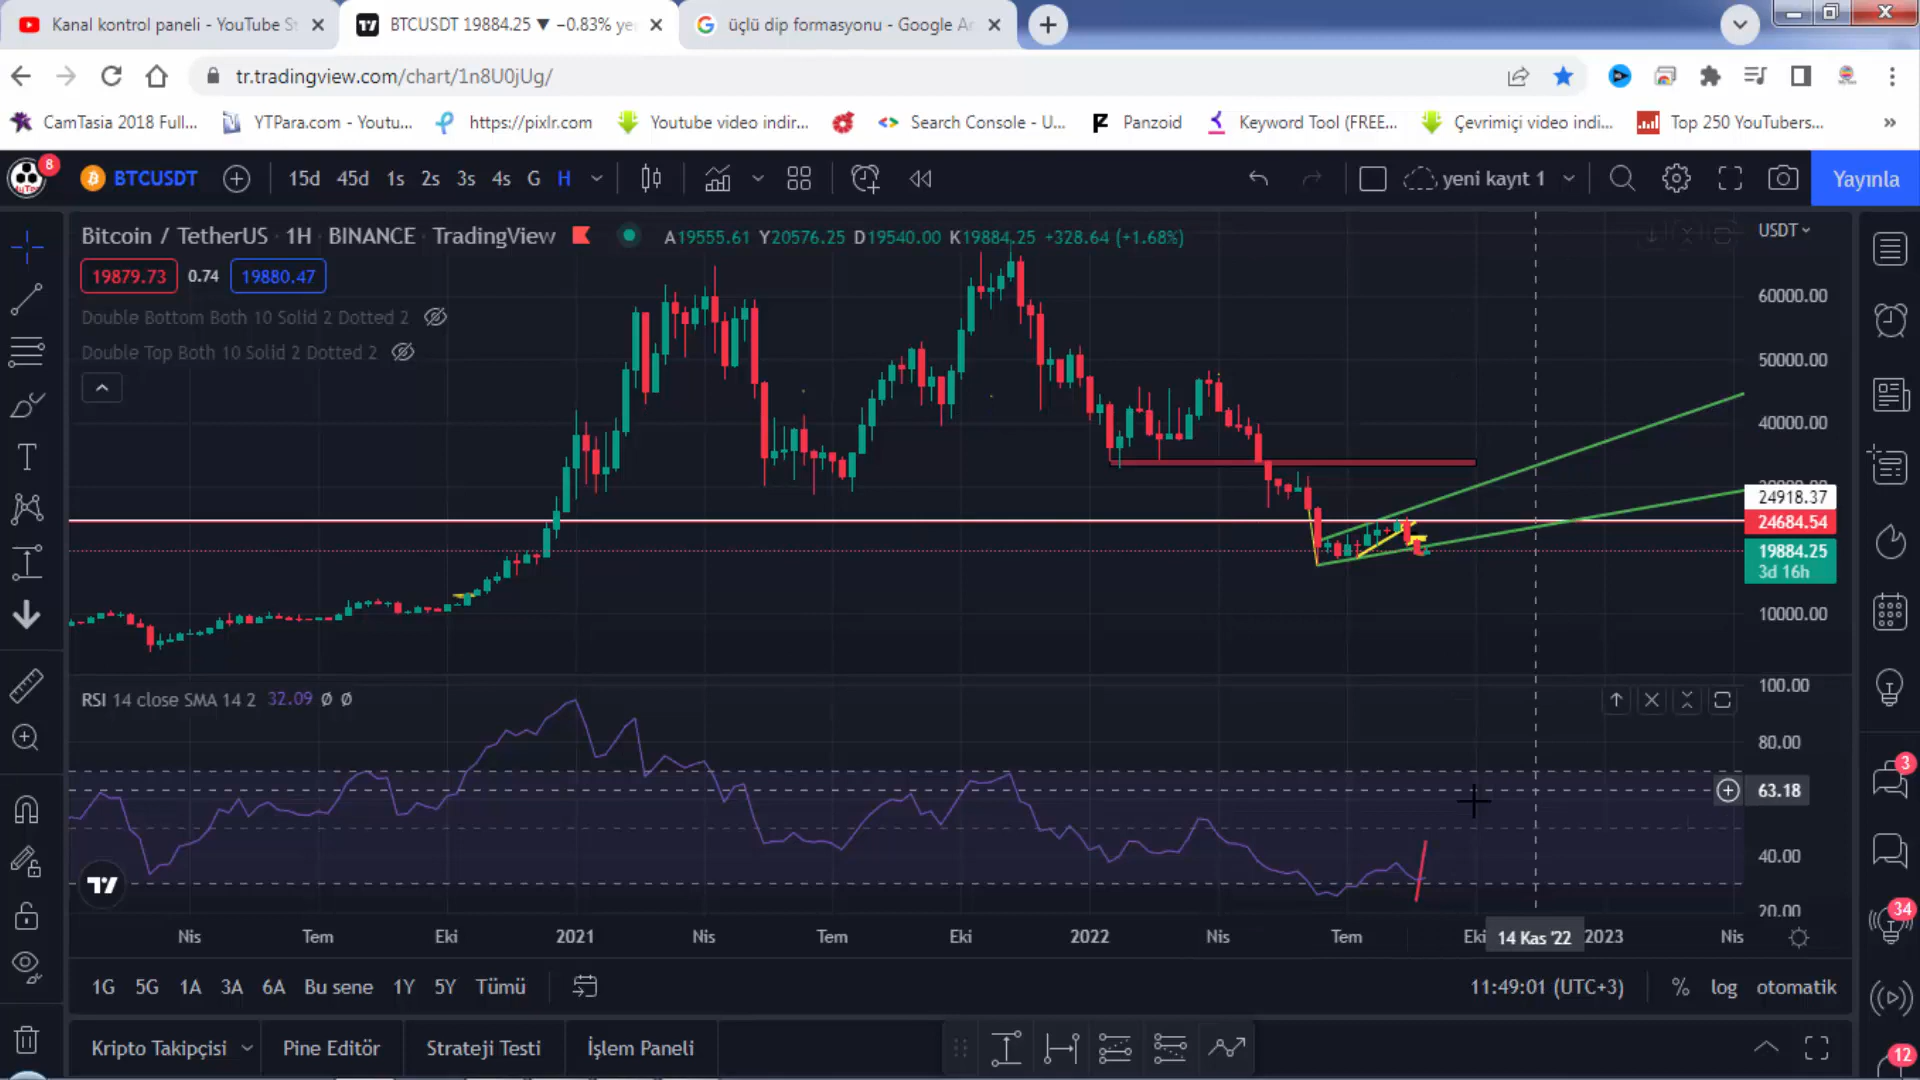 Kanal kontrol paneli - YouTube St
BTCUSDT 19884.25 ▼ −0.83% ye
üçlü dip formasyonu - Google A
tr.tradingview.com/chart/1n8U0jUg/
CamTasia 2018 Full...
YTPara.com - Youtu...
https://pixlr.com
Youtube video indir...
Search Console - U...
Panzoid
Keyword Tool (FREE...
Çevrimiçi video indi...
Top 250 YouTubers...
»
8
BTCUSDT
15d 45d 1s 2s 3s 4s G H
yeni kayıt 1
Yayınla
Bitcoin / TetherUS · 1H · BINANCE · TradingView
A19555.61 Y20576.25 D19540.00 K19884.25 +328.64 (+1.68%)
USDT
19879.73 0.74 19880.47
Double Bottom Both 10 Solid 2 Dotted 2
Double Top Both 10 Solid 2 Dotted 2
60000.00
50000.00
40000.00
24918.37
24684.54
19884.25
3d 16h
10000.00
RSI 14 close SMA 14 2 32.09 Ø Ø
100.00
80.00
63.18
40.00
20.00
Nis Tem Eki 2021 Nis Tem Eki 2022 Nis Tem Eki 14 Kas '22 2023 Nis
1G 5G 1A 3A 6A Bu sene 1Y 5Y Tümü
11:49:01 (UTC+3) % log otomatik
Kripto Takipçisi Pine Editör Strateji Testi İşlem Paneli
3
34
12